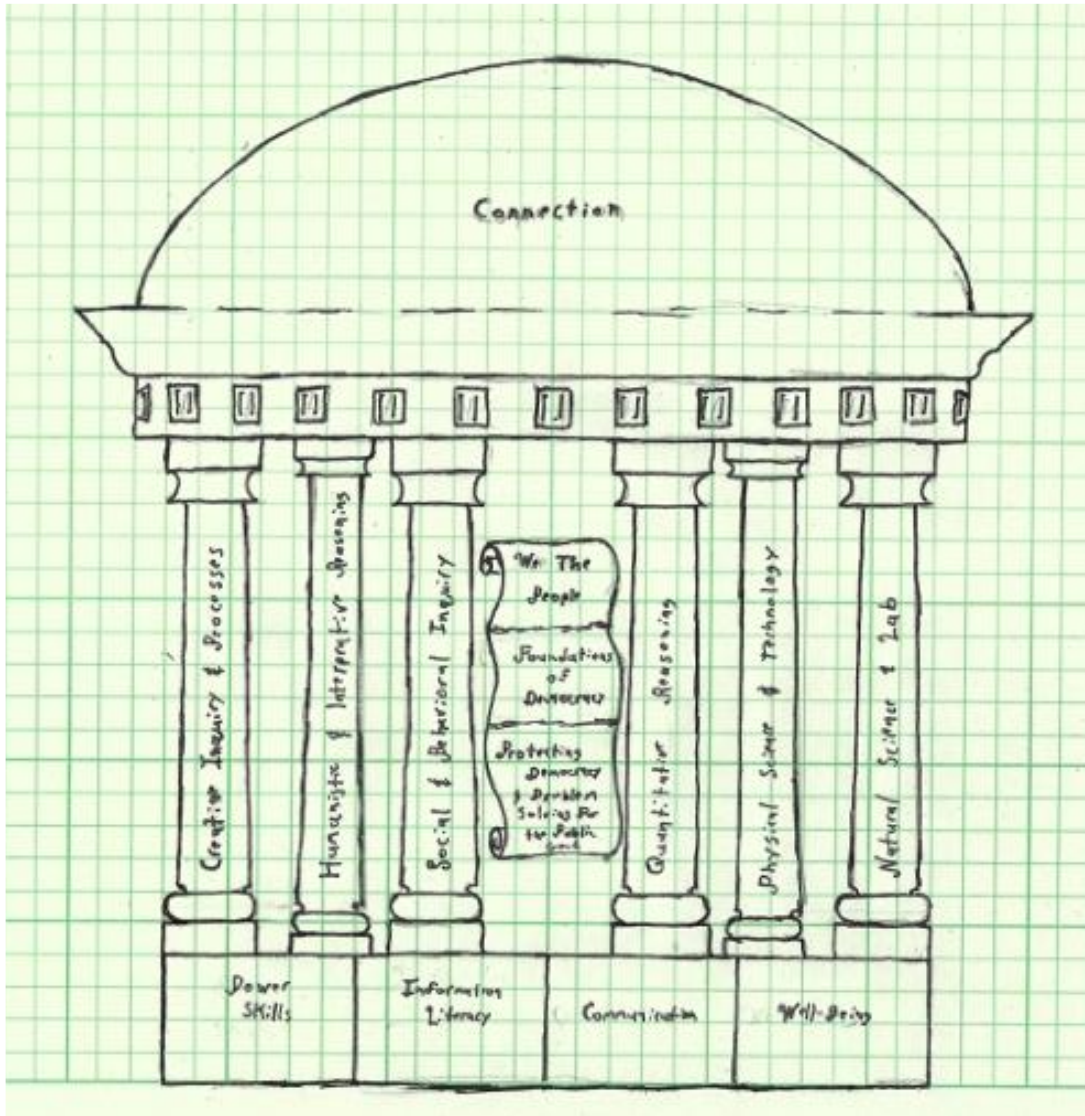 Connection
Creative Inquiry & Processes
Humanistic & Interpretive Reasoning
Social & Behavioral Inquiry
We The
People
Foundations
of
Democracy
Protecting
Democracy
& Problem
Solving For
the Public
Good
Quantitative Reasoning
Physical Science & Technology
Natural Science & Lab
Power
Skills
Information
Literacy
Communication
Well-Being